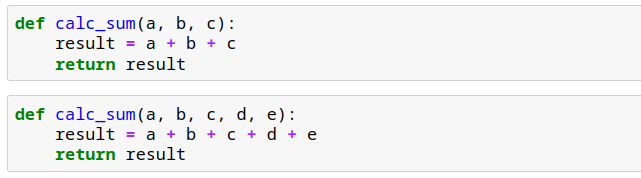 def calc_sum(a, b, c):
    result = a + b + c
    return result
def calc_sum(a, b, c, d, e):
    result = a + b + c + d + e
    return result